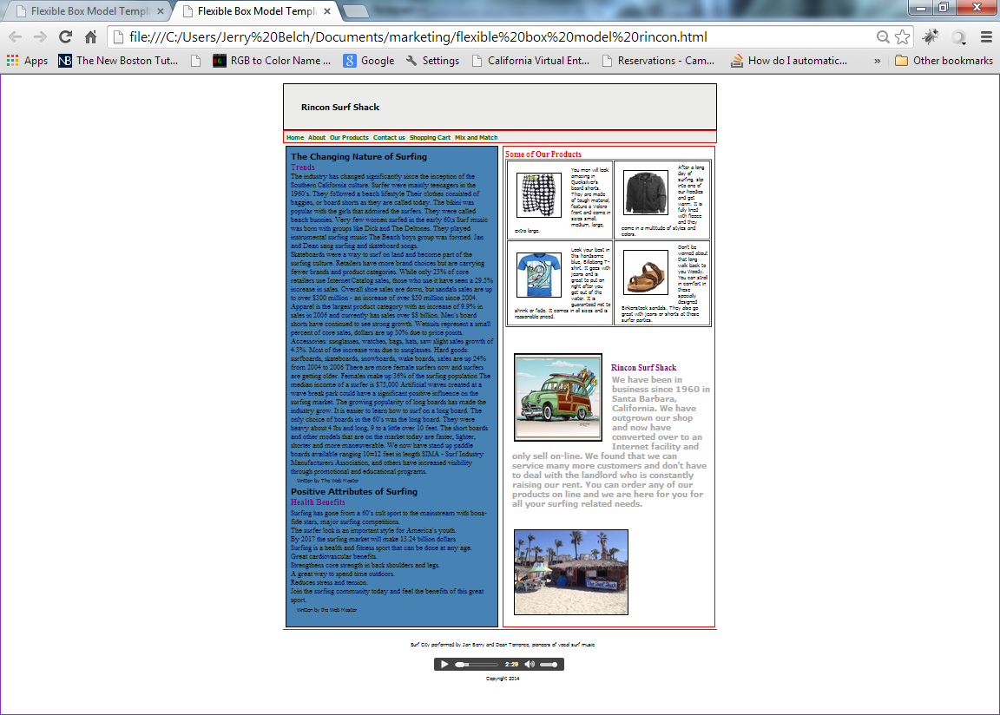 Flexible Box Model Templ
Flexible Box Model Templ
file:///C:/Users/Jerry%20Belch/Documents/marketing/flexible%20box%20model%20rincon.html
Apps
NB The New Boston Tut...
RGB to Color Name ...
Google
Settings
California Virtual Ent...
Reservations - Cam...
How do I automatic...
»
Other bookmarks
Rincon Surf Shack
Home About Our Products Contact us Shopping Cart Mix and Match
The Changing Nature of Surfing
Trends
The industry has changed significantly since the inception of the
Southern California culture. Surfer were mainly teenagers in the
1960's. They followed a beach lifestyle Their clothes consisted of
baggies, or board shorts as they are called today. The bikini was
popular with the girls that admired the surfers. They were called
beach bunnies. Very few women surfed in the early 60;s Surf music
was born with groups like Dick and The Deltones. They played
instrumental surfing music The Beach boys group was formed. Jan
and Dean sang surfing and skateboard songs.
Skateboards were a way to surf on land and become part of the
surfing culture. Retailers have more brand choices but are carrying
fewer brands and product categories. While only 23% of core
retailers use Internet/Catalog sales, those who use it have seen a 29.5%
increase in sales. Overall shoe sales are down, but sandals sales are up
to over $300 million - an increase of over $50 million since 2004.
Apparel is the largest product category with an increase of 9.9% in
sales in 2006 and currently has sales over $8 billion. Men's board
shorts have continued to see strong growth. Wetsuits represent a small
percent of core sales, dollars are up 30% due to price points.
Accessories: sunglasses, watches, bags, hats, saw slight sales growth of
4.3%. Most of the increase was due to sunglasses. Hard goods:
surfboards, skateboards, snowboards, wake boards, sales are up 24%
from 2004 to 2006 There are more female surfers now and surfers
are getting older. Females make up 36% of the surfing population The
median income of a surfer is $75,000 Artificial waves created at a
wave break park could have a significant positive influence on the
surfing market. The growing popularity of long boards has made the
industry grow. It is easier to learn how to surf on a long board. The
only choice of boards in the 60's was the long board. They were
heavy about 4 lbs and long, 9 to a little over 10 feet. The short boards
and other models that are on the market today are faster, lighter,
shorter and more maneuverable. We now have stand up paddle
boards available ranging 10=12 feet in length SIMA - Surf Industry
Manufacturers Association, and others have increased visibility
through promotional and educational programs.
Written by The Web Master
Positive Attributes of Surfing
Health Benefits
Surfing has gone from a 60's cult sport to the mainstream with bona-
fide stars, major surfing competitions.
The surfer look is an important style for America's youth.
By 2017 the surfing market will make 13.24 billion dollars
Surfing is a health and fitness sport that can be done at any age.
Great cardiovascular benefits.
Strengthens core strength in back shoulders and legs.
A great way to spend time outdoors.
Reduces stress and tension.
Join the surfing community today and feel the benefits of this great
sport.
Written by the Web Master
Some of Our Products
You men will look
amazing in
Quicksilver's
board shorts.
They are made
of tough material,
feature a Velcro
front and come in
sizes small,
medium, large,
extra large.
After a long
day of
surfing, slip
into one of
our hoodies
and get
warm. It is
fully lined
with fleece
and they
come in a multitude of styles and
colors.
Look your best in
this handsome
blue, Billabong T-
shirt. It goes with
jeans and is
great to put on
right after you
get out of the
water. It is
guaranteed not to
shrink or fade. It comes in all sizes and is
reasonable priced.
Don't be
worried about
that long
walk back to
you Woody.
You can stroll
in comfort in
these
specially
designed
Birkenstock sandals. They also go
great with jeans or shorts at those
surfer parties.
Rincon Surf Shack
We have been in
business since 1960 in
Santa Barbara,
California. We have
outgrown our shop
and now have
converted over to an
Internet facility and
only sell on-line. We found that we can
service many more customers and don't have
to deal with the landlord who is constantly
raising our rent. You can order any of our
products on line and we are here for you for
all your surfing related needs.
The Surf Shack
Surf City performed by Jan Berry and Dean Torrence, pioneers of vocal surf music
2:29
Copyright 2014